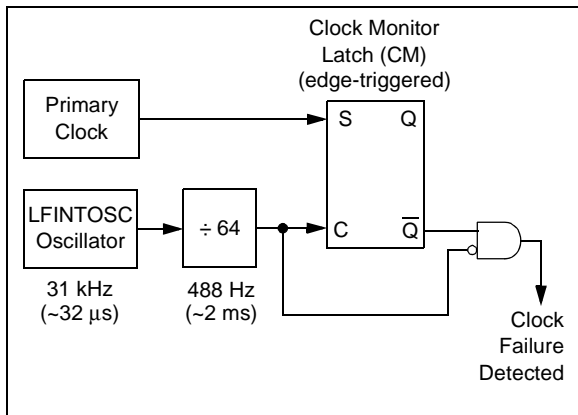 Clock Monitor
Latch (CM)
(edge-triggered)
Primary
Clock
S
Q
LFINTOSC
Oscillator
÷ 64
C
Q̅
31 kHz
(~32 μs)
488 Hz
(~2 ms)
Clock
Failure
Detected